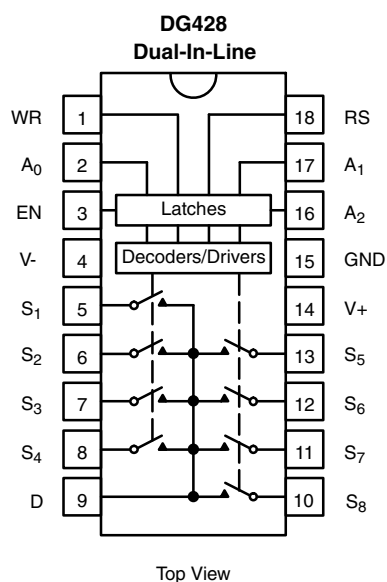 DG428
Dual-In-Line
WR 1 18 RS
A0 2 17 A1
EN 3 Latches 16 A2
V- 4 Decoders/Drivers 15 GND
S1 5 14 V+
S2 6 13 S5
S3 7 12 S6
S4 8 11 S7
D 9 10 S8
Top View